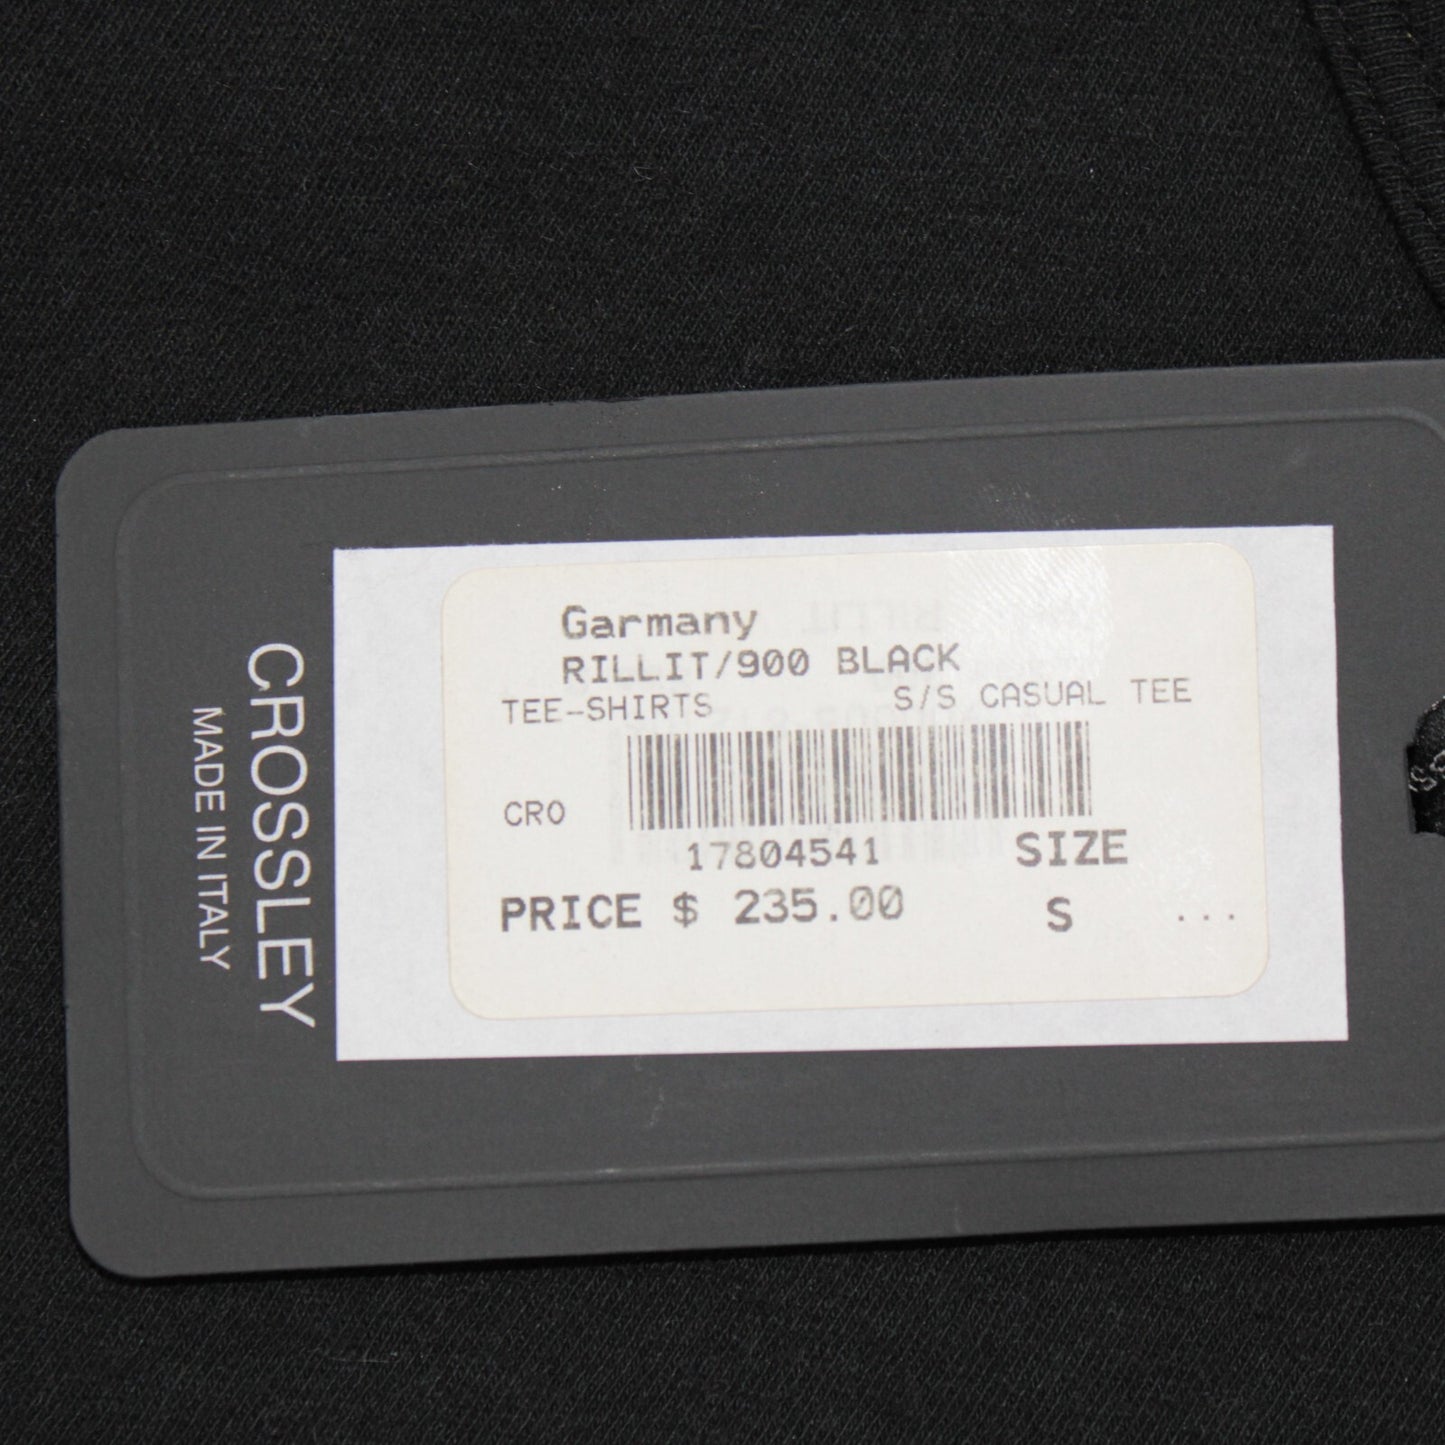 CROSSLEY
MADE IN ITALY
Garmany
RILLIT/900 BLACK
TEE-SHIRTS S/S CASUAL TEE
CRO
17804541 SIZE
PRICE $ 235.00 S ...